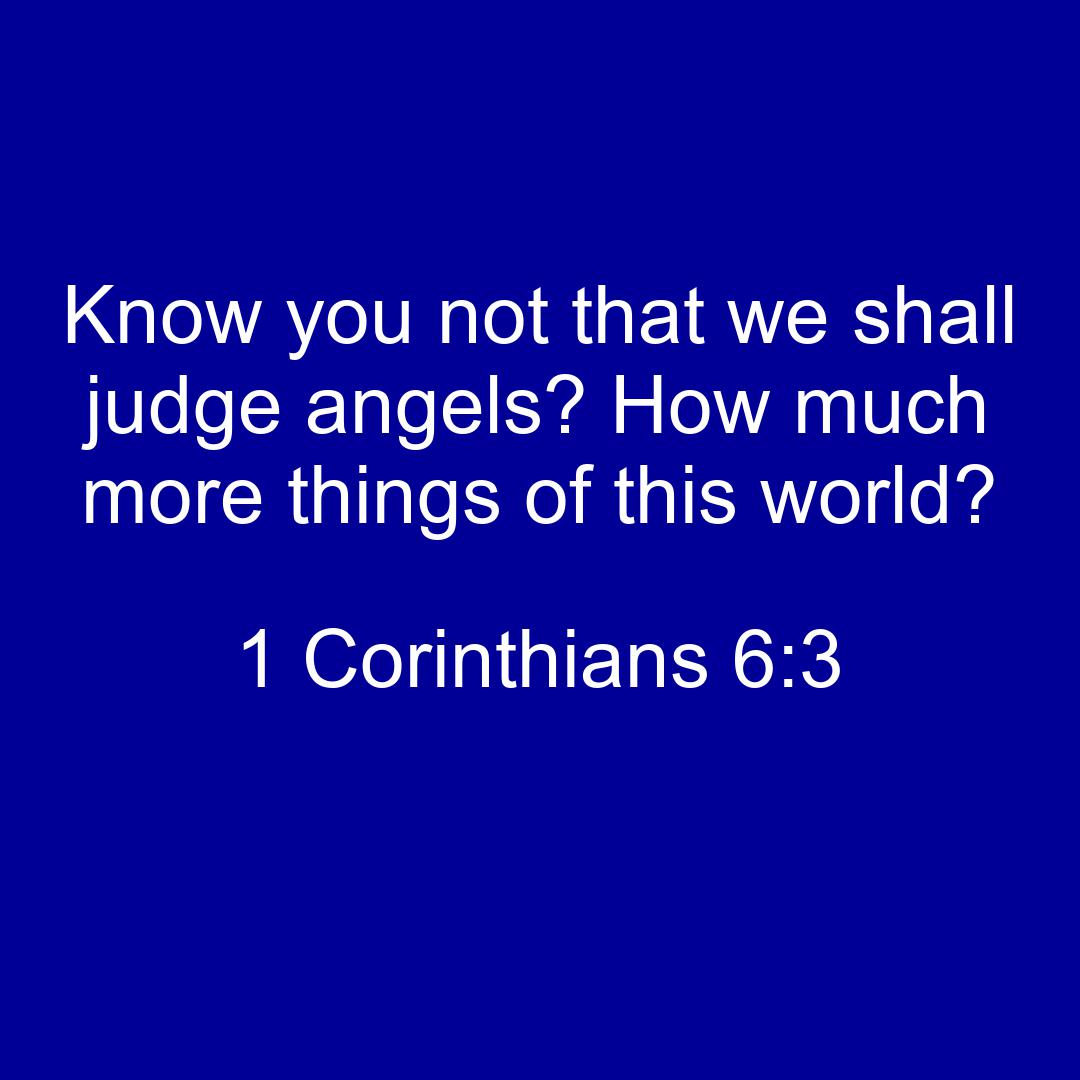 Know you not that we shall
judge angels? How much
more things of this world?
1 Corinthians 6:3